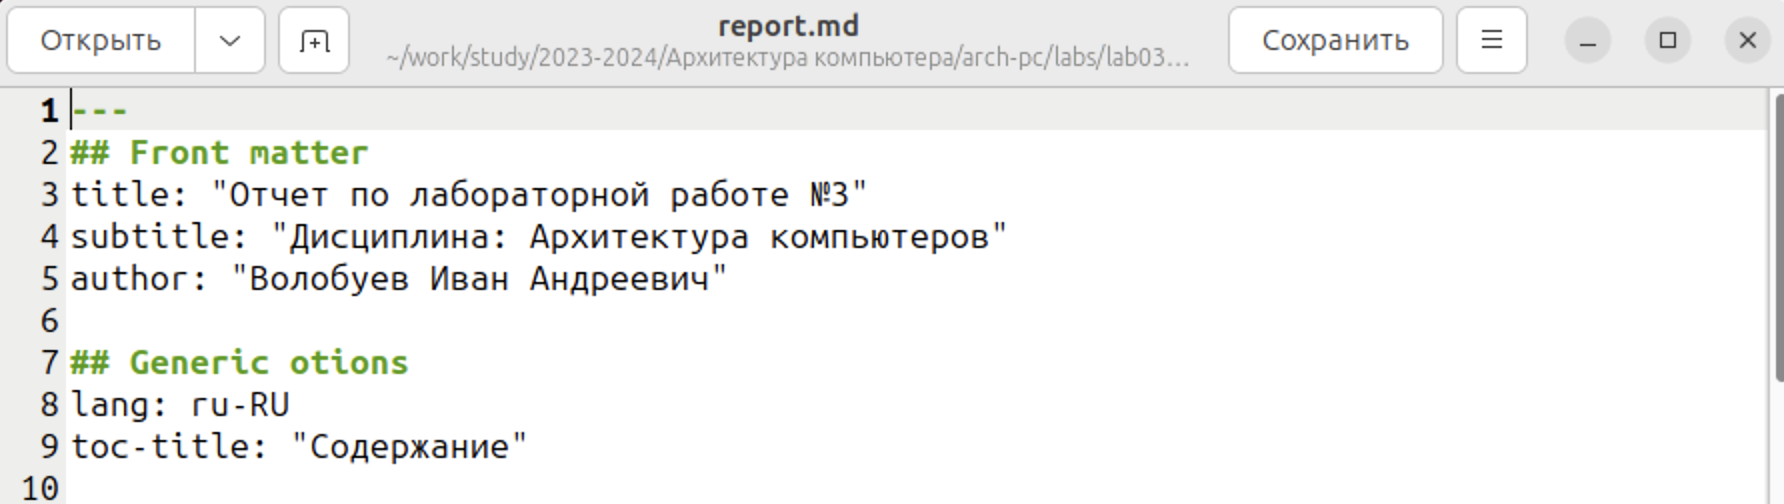 Открыть
report.md
~/work/study/2023-2024/Архитектура компьютера/arch-pc/labs/lab03...
Сохранить
1 ---
2 ## Front matter
3 title: "Отчет по лабораторной работе №3"
4 subtitle: "Дисциплина: Архитектура компьютеров"
5 author: "Волобуев Иван Андреевич"
6
7 ## Generic otions
8 lang: ru-RU
9 toc-title: "Содержание"
10